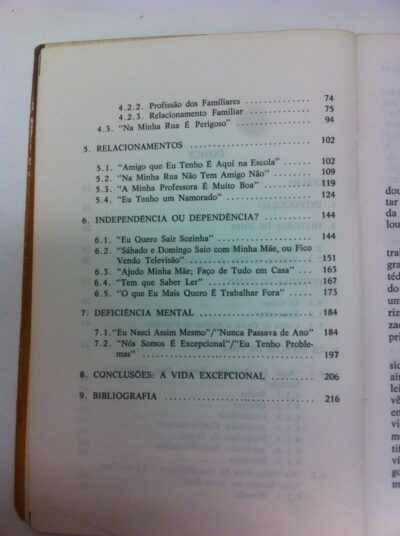 4.2.2. Profissão dos Familiares ................ 74
4.2.3. Relacionamento Familiar ................ 75
4.3. "Na Minha Rua É Perigoso" ................ 94
5. RELACIONAMENTOS ................ 102
5.1. "Amigo que Eu Tenho É Aqui na Escola" ...... 102
5.2. "Na Minha Rua Não Tem Amigo Não" ........ 109
5.3. "A Minha Professora É Muito Boa" .......... 119
5.4. "Eu Tenho um Namorado" ................ 124
6. INDEPENDÊNCIA OU DEPENDÊNCIA? ............ 144
6.1. "Eu Quero Sair Sozinha" ................ 144
6.2. "Sábado e Domingo Saio com Minha Mãe, ou Fico
Vendo Televisão" ................ 151
6.3. "Ajudo Minha Mãe; Faço de Tudo em Casa" .... 163
6.4. "Tem que Saber Ler" ................ 167
6.5. "O que Eu Mais Quero É Trabalhar Fora" ...... 173
7. DEFICIÊNCIA MENTAL ................ 184
7.1. "Eu Nasci Assim Mesmo"/"Nunca Passava de Ano" 184
7.2. "Nós Somos É Excepcional"/"Eu Tenho Proble-
mas" ................ 197
8. CONCLUSÕES: A VIDA EXCEPCIONAL ............ 206
9. BIBLIOGRAFIA ................ 216